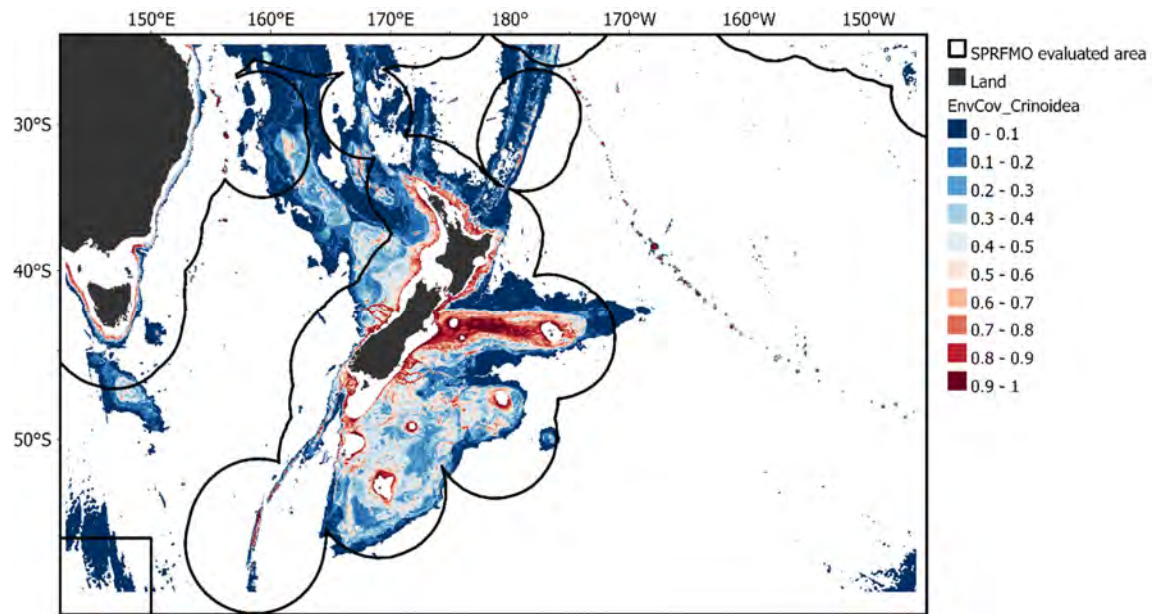 150°E 160°E 170°E 180° 170°W 160°W 150°W
30°S
40°S
50°S
SPRFMO evaluated area
Land
EnvCov_Crinoidea
0 - 0.1
0.1 - 0.2
0.2 - 0.3
0.3 - 0.4
0.4 - 0.5
0.5 - 0.6
0.6 - 0.7
0.7 - 0.8
0.8 - 0.9
0.9 - 1